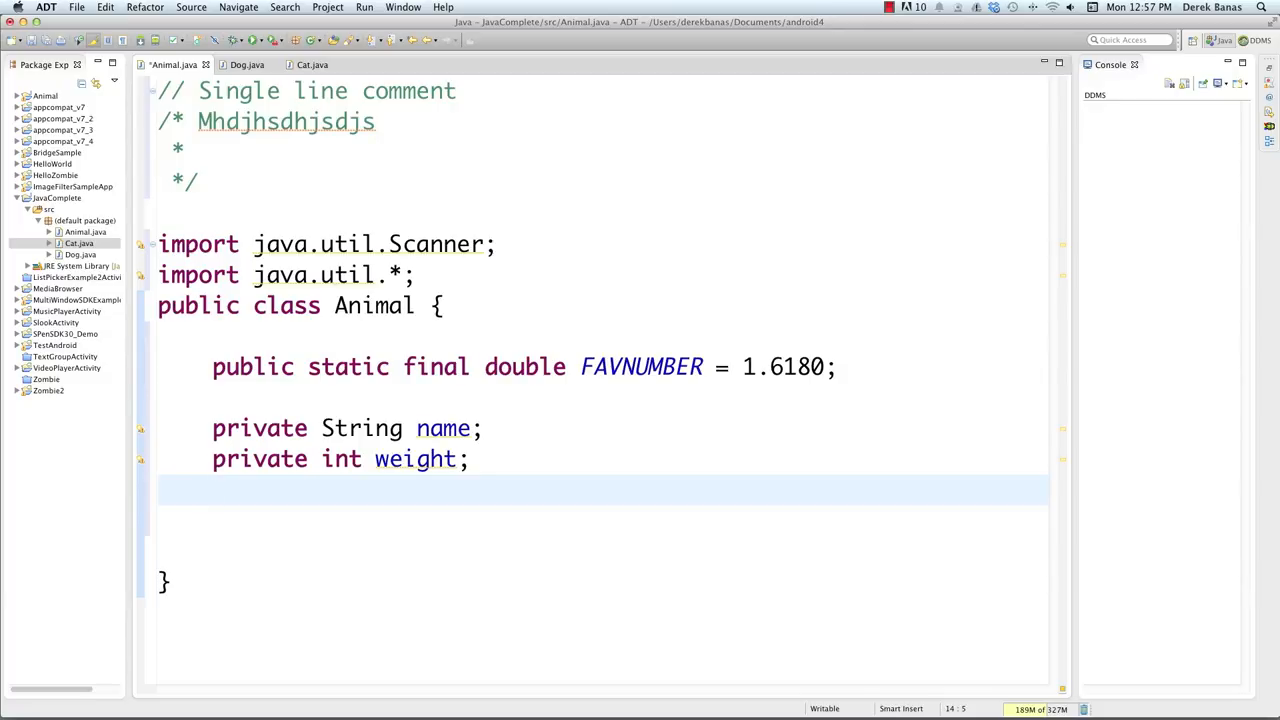 ADT File Edit Refactor Source Navigate Search Project Run Window Help
10 Mon 12:57 PM Derek Banas
Java - JavaComplete/src/Animal.java - ADT - /Users/derekbanas/Documents/android4
Quick Access Java DDMS
Package Exp
*Animal.java Dog.java Cat.java
Console
DDMS
Animal
appcompat_v7
appcompat_v7_2
appcompat_v7_3
appcompat_v7_4
BridgeSample
HelloWorld
HelloZombie
ImageFilterSampleApp
JavaComplete
src
(default package)
Animal.java
Cat.java
Dog.java
JRE System Library [Ja
ListPickerExample2Activi
MediaBrowser
MultiWindowSDKExample
MusicPlayerActivity
SlookActivity
SPenSDK30_Demo
TestAndroid
TextGroupActivity
VideoPlayerActivity
Zombie
Zombie2
// Single line comment
/* Mhdjhsdhjsdjs
*
*/
import java.util.Scanner;
import java.util.*;
public class Animal {
public static final double FAVNUMBER = 1.6180;
private String name;
private int weight;
}
Writable Smart Insert 14 : 5 189M of 327M